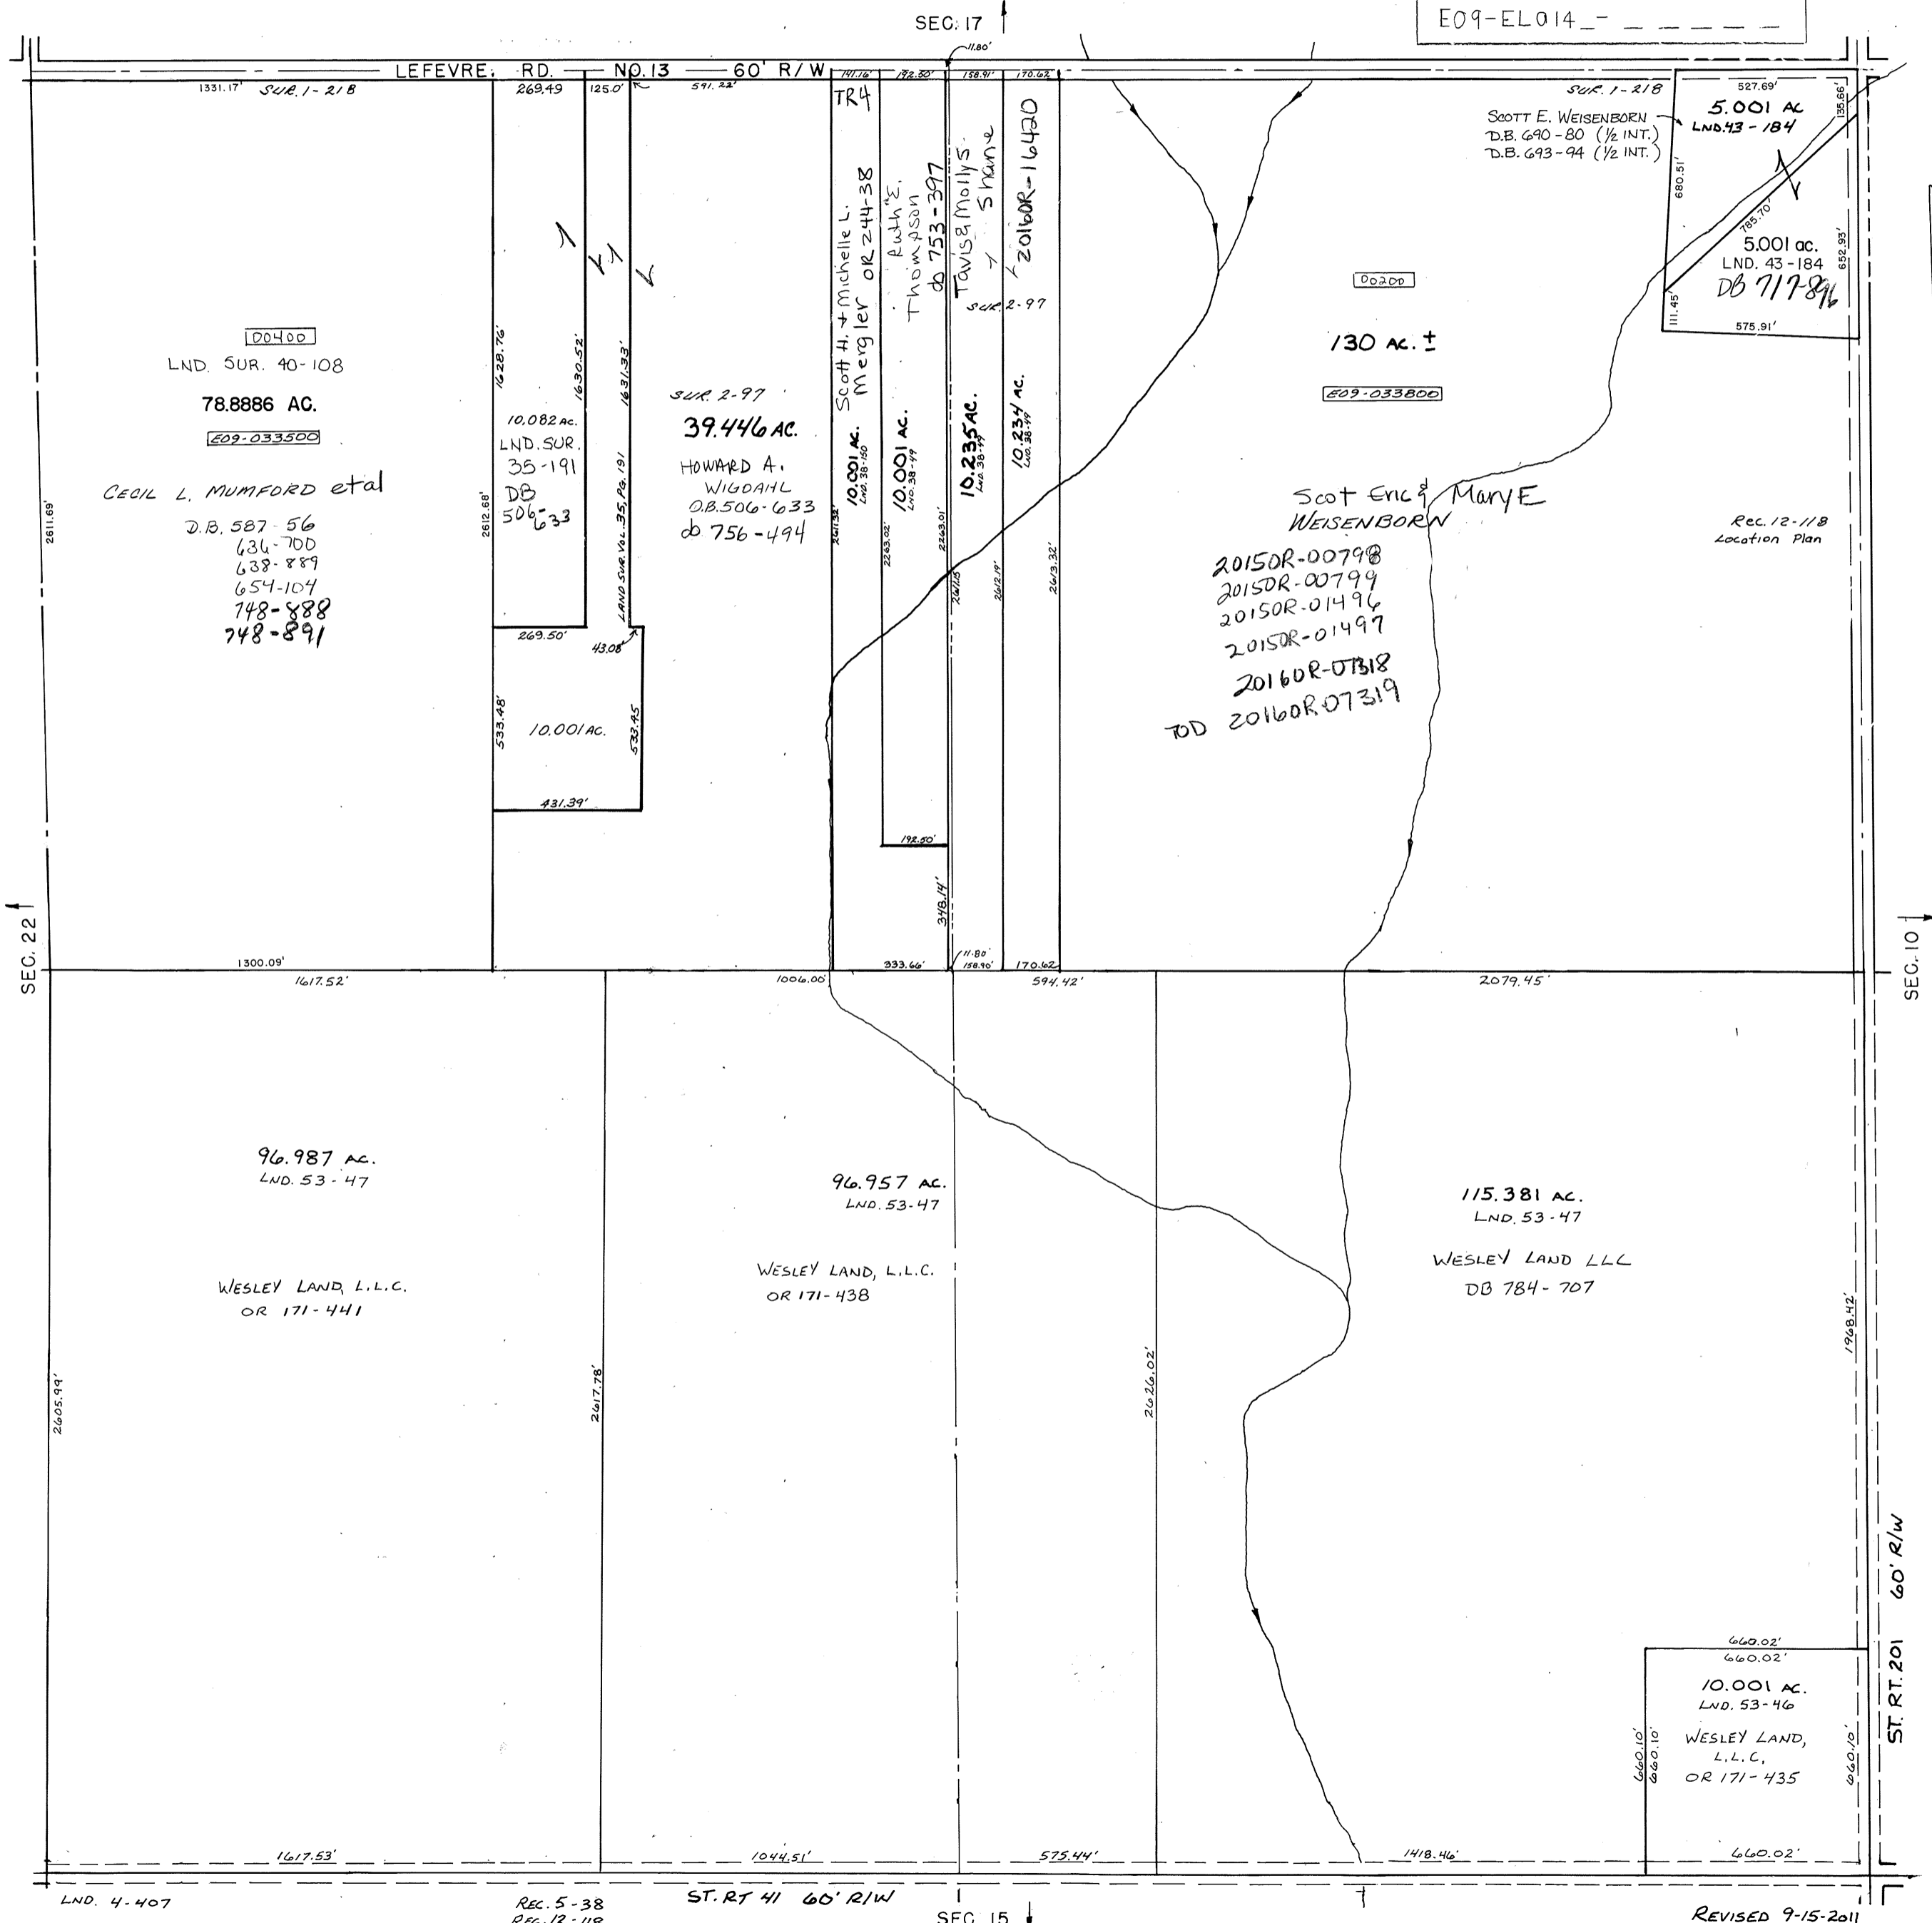 SEC. 17
E09-EL014_-
11.80'
LEFEVRE RD. NO. 13 60' R/W
141.16'
192.50'
158.91'
170.62'
1331.17' SUR. 1-218
269.49
125.0'
591.22'
TR4
SUR. 1-218
527.69'
135.66'
5.001 AC
LND.43-184
SCOTT E. WEISENBORN
D.B. 690-80 (½ INT.)
D.B. 693-94 (½ INT.)
680.51'
785.70'
5.001 ac.
LND. 43-184
DB 717-896
652.93'
111.45'
575.91'
D0400
LND. SUR. 40-108
78.8886 AC.
E09-033500
CECIL L. MUMFORD etal
D.B. 587-56
636-700
638-889
654-104
748-888
748-891
2611.69'
1628.76'
2612.68'
1630.52'
1631.33'
10.082 AC.
LND. SUR.
35-191
DB
506-633
LAND SUR. VOL. 35, PG. 191
269.50'
43.08'
533.48'
10.001 AC.
533.45
431.39'
SUR. 2-97
39.446 AC.
HOWARD A.
WIGDAHL
D.B. 506-633
db 756-494
Scott H. + Michelle L.
Mergler OR 244-38
10.001 AC.
LND. 38-150
2611.32'
Ruth E.
Thompson
db 753-397
10.001 AC.
LND. 38-49
2263.02'
2263.01'
192.50'
348.14'
Tavis & Molly S.
Shane
20160R-16420
SUR. 2-97
10.235 AC.
LND. 38-49
2611.15
10.234 AC.
LND. 38-49
2612.19'
2613.32'
D0200
130 AC. ±
E09-033800
Scot Eric & Mary E
WEISENBORN
20150R-00798
20150R-00799
20150R-01496
20150R-01497
20160R-07318
TOD 20160R07319
Rec. 12-118
Location Plan
SEC. 22
SEC. 10
1300.09'
333.66'
11.80'
158.90'
170.62
1617.52'
1006.00'
594.42'
2079.45'
96.987 AC.
LND. 53-47
WESLEY LAND, L.L.C.
OR 171-441
2605.99'
2617.78'
96.957 AC.
LND. 53-47
WESLEY LAND, L.L.C.
OR 171-438
2626.02'
115.381 AC.
LND. 53-47
WESLEY LAND LLC
DB 784-707
1968.42'
ST. RT. 201 60' R/W
660.02'
660.02'
10.001 AC.
LND. 53-46
WESLEY LAND,
L.L.C.
OR 171-435
660.10'
660.10'
660.10'
1617.53'
1044.51'
575.44'
1418.46'
660.02'
LND. 4-407
REC. 5-38
REC. 12-118
ST. RT 41 60' R/W
SEC. 15
REVISED 9-15-2011